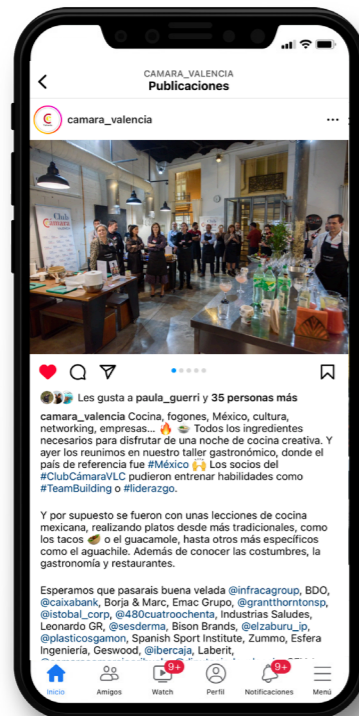 CAMARA_VALENCIA
Publicaciones
camara_valencia
Club
Cámara
Les gusta a paula_guerri y 35 personas más
camara_valencia Cocina, fogones, México, cultura,
networking, empresas... 🔥 🍲 Todos los ingredientes
necesarios para disfrutar de una noche de cocina creativa. Y
ayer los reunimos en nuestro taller gastronómico, donde el
país de referencia fue #México 🙌 Los socios del
#ClubCámaraVLC pudieron entrenar habilidades como
#TeamBuilding o #liderazgo.
Y por supuesto se fueron con unas lecciones de cocina
mexicana, realizando platos desde más tradicionales, como
los tacos 🌮 o el guacamole, hasta otros más específicos
como el aguachile. Además de conocer las costumbres, la
gastronomía y restaurantes.
Esperamos que pasarais buena velada @infracagroup, BDO,
@caixabank, Borja & Marc, Emac Grupo, @grantthorntonsp,
@istobal_corp, @480cuatroochenta, Industrias Saludes,
Leonardo GR, @sesderma, Bison Brands, @elzaburu_ip,
@plasticosgamon, Spanish Sport Institute, Zummo, Esfera
Ingeniería, Geswood, @ibercaja, Laberit,
9+
9+
Inicio
Amigos
Watch
Perfil
Notificaciones
Menú